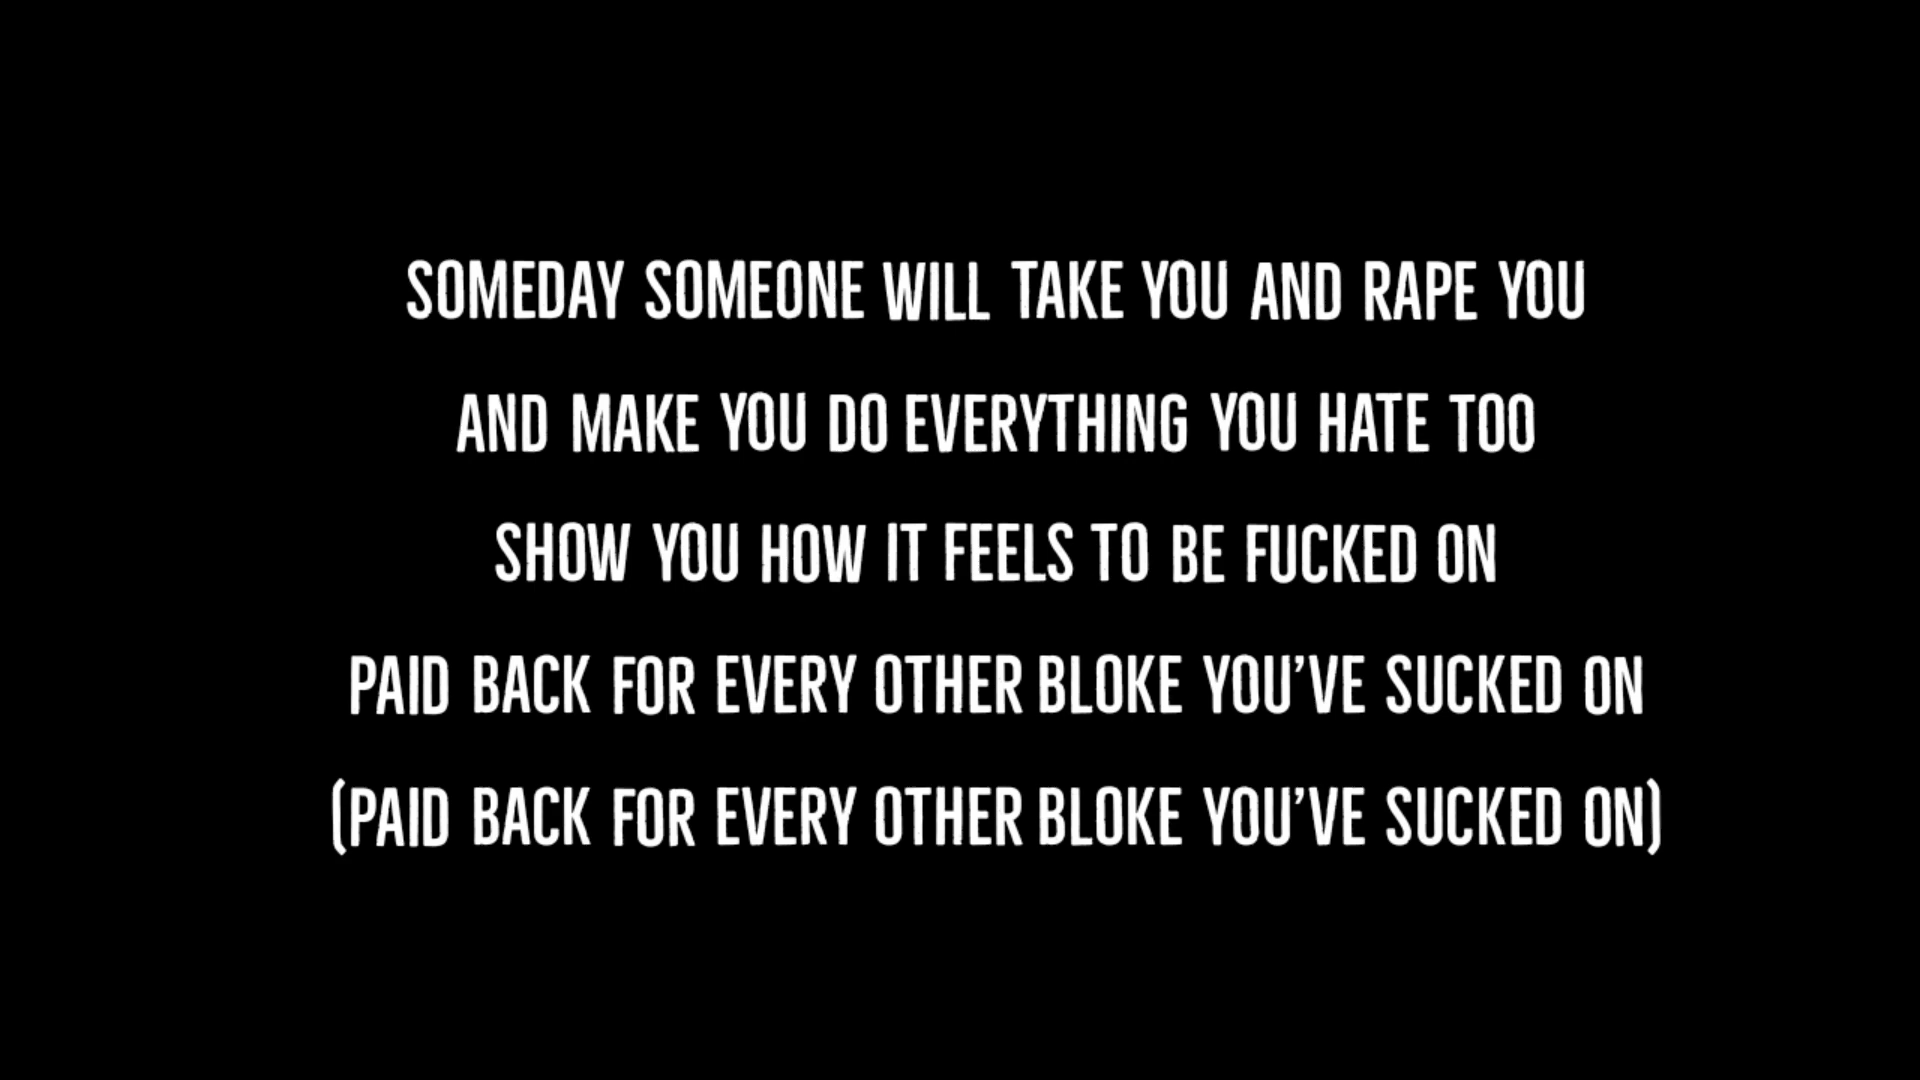 SOMEDAY SOMEONE WILL TAKE YOU AND RAPE YOU
AND MAKE YOU DO EVERYTHING YOU HATE TOO
SHOW YOU HOW IT FEELS TO BE FUCKED ON
PAID BACK FOR EVERY OTHER BLOKE YOU'VE SUCKED ON
(PAID BACK FOR EVERY OTHER BLOKE YOU'VE SUCKED ON)